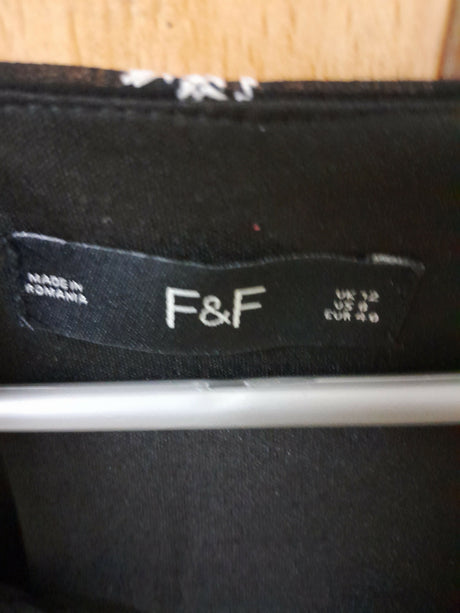 MADE IN
ROMANIA
F&F
UK 12
US 8
EUR 40